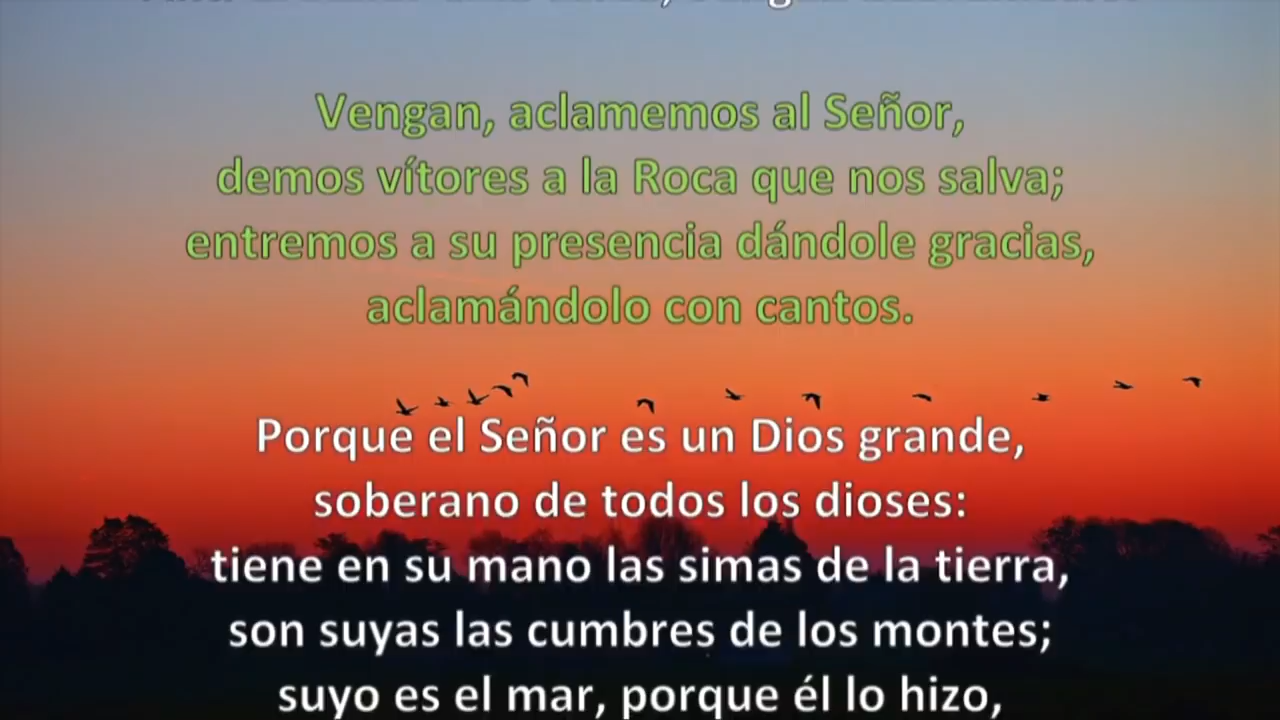 Vengan, aclamemos al Señor,
demos vítores a la Roca que nos salva;
entremos a su presencia dándole gracias,
aclamándolo con cantos.
Porque el Señor es un Dios grande,
soberano de todos los dioses:
tiene en su mano las simas de la tierra,
son suyas las cumbres de los montes;
suyo es el mar, porque él lo hizo,